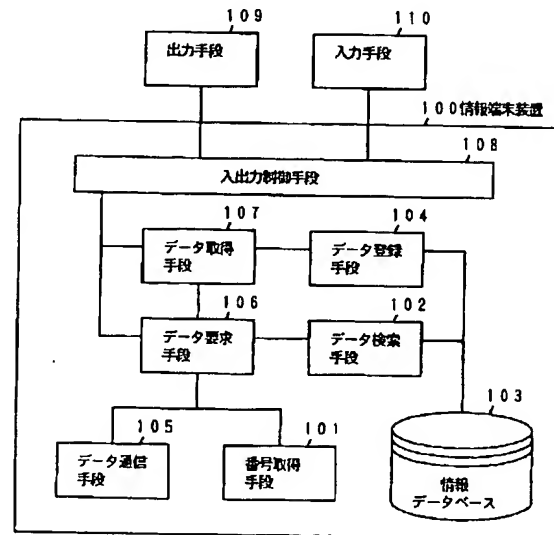 109
出力手段
110
入力手段
100情報端末装置
108
入出力制御手段
107
データ取得
手段
104
データ登録
手段
106
データ要求
手段
102
データ検索
手段
105
データ通信
手段
101
番号取得
手段
103
情報
データベース